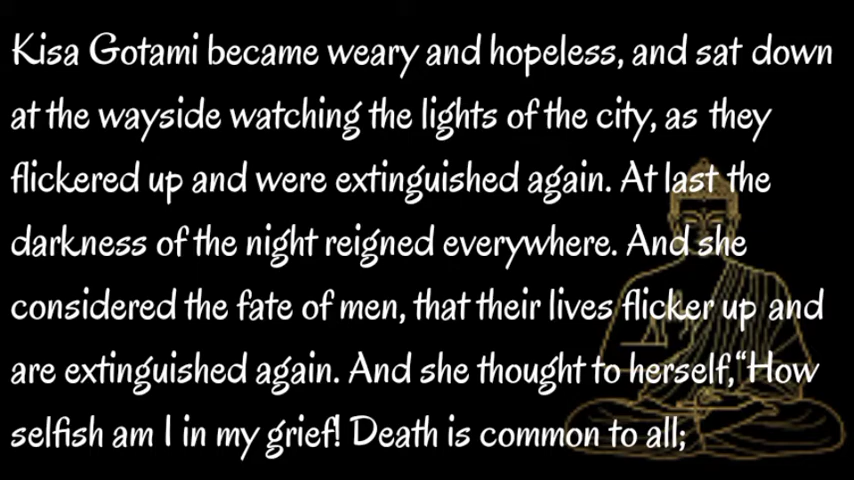 Kisa Gotami became weary and hopeless, and sat down
at the wayside watching the lights of the city, as they
flickered up and were extinguished again. At last the
darkness of the night reigned everywhere. And she
considered the fate of men, that their lives flicker up and
are extinguished again. And she thought to herself,“How
selfish am I in my grief! Death is common to all;